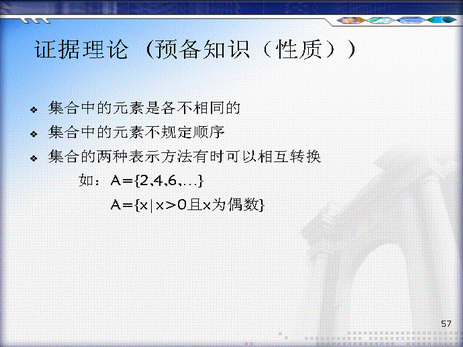 证据理论 (预备知识（性质）)
❖ 集合中的元素是各不相同的
❖ 集合中的元素不规定顺序
❖ 集合的两种表示方法有时可以相互转换
如：A={2,4,6,…}
A={x|x>0且x为偶数}
57